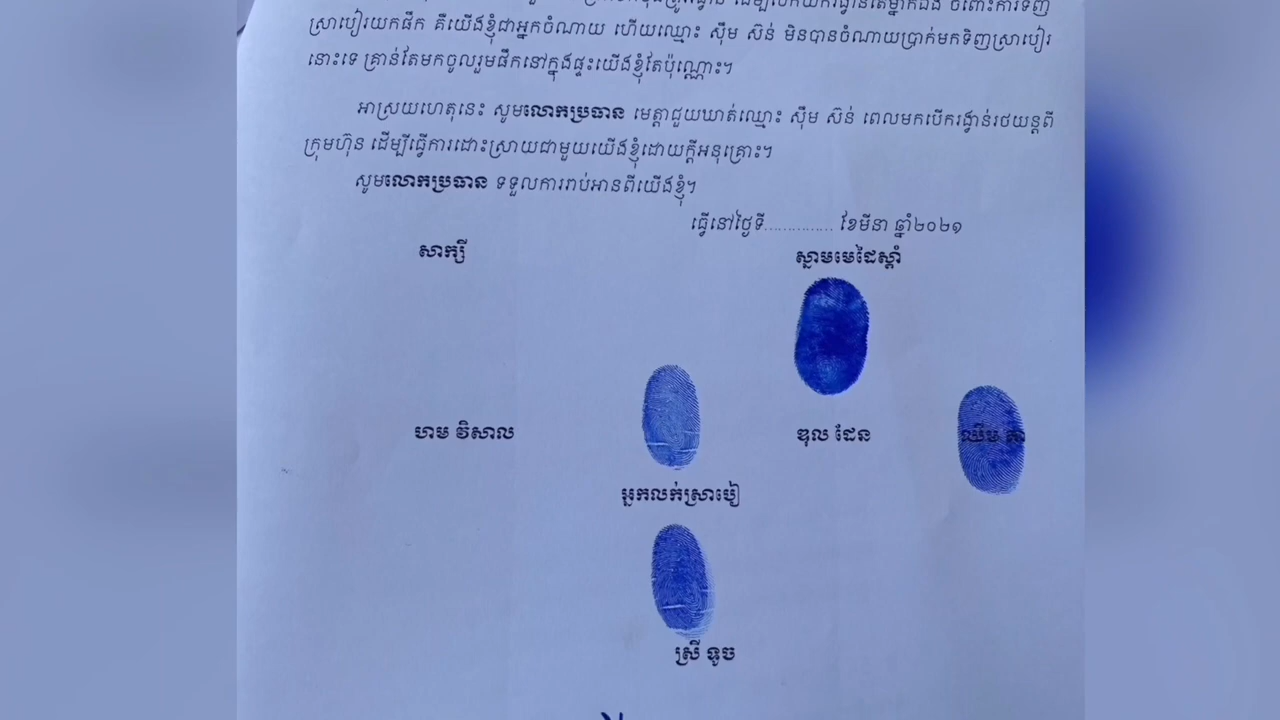 ស្រាបៀរយកផឹក គឺយើងខ្ញុំជាអ្នកចំណាយ ហើយឈ្មោះ ស៊ឹម ស៊ន់ មិនបានចំណាយប្រាក់មកទិញស្រាបៀរ
នោះទេ គ្រាន់តែមកចូលរួមផឹកនៅក្នុងផ្ទះយើងខ្ញុំតែប៉ុណ្ណោះ។
អាស្រយហេតុនេះ សូមលោកប្រធាន មេត្តាជួយឃាត់ឈ្មោះ ស៊ឹម ស៊ន់ ពេលមកបើករង្វាន់រថយន្តពី
ក្រុមហ៊ុន ដើម្បីធ្វើការដោះស្រាយជាមួយយើងខ្ញុំដោយក្តីអនុគ្រោះ។
សូមលោកប្រធាន ទទួលការរាប់អានពីយើងខ្ញុំ។
ធ្វើនៅថ្ងៃទី............... ខែមីនា ឆ្នាំ២០២១
សាក្សី ស្នាមមេដៃស្តាំ
ហម វិសាល ឌុល ដែន ឈឹម
អ្នកលក់ស្រាបៀ
ស្រី ទូច